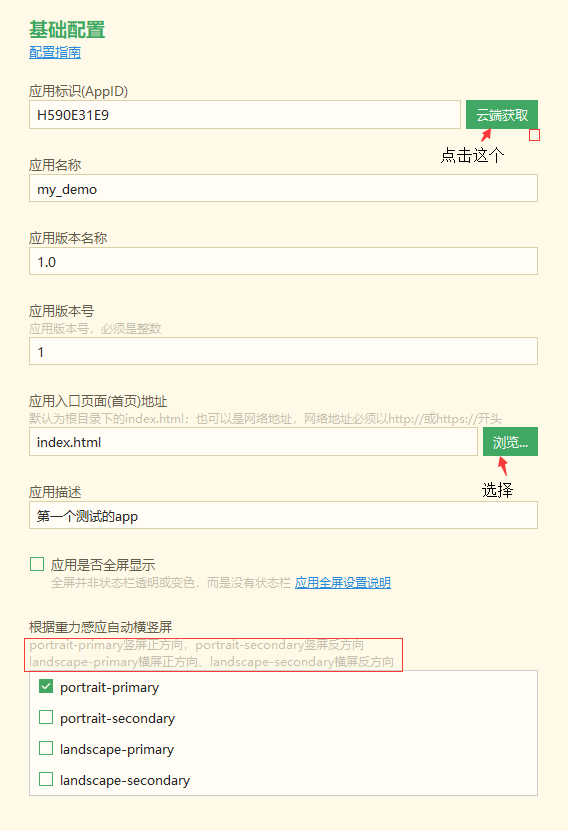 基础配置
配置指南
应用标识(AppID)
H590E31E9
云端获取
点击这个
应用名称
my_demo
应用版本名称
1.0
应用版本号
应用版本号，必须是整数
1
应用入口页面(首页)地址
默认为根目录下的index.html；也可以是网络地址，网络地址必须以http://或https://开头
index.html
浏览...
选择
应用描述
第一个测试的app
应用是否全屏显示
全屏并非状态栏透明或变色，而是没有状态栏 应用全屏设置说明
根据重力感应自动横竖屏
portrait-primary竖屏正方向，portrait-secondary竖屏反方向
landscape-primary横屏正方向、landscape-secondary横屏反方向
portrait-primary
portrait-secondary
landscape-primary
landscape-secondary